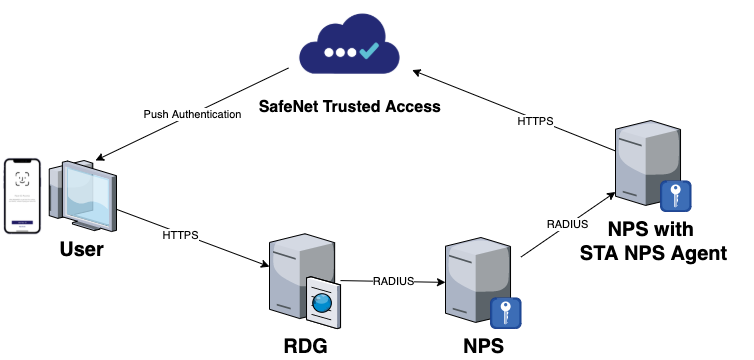 SafeNet Trusted Access
Push Authentication
HTTPS
User
HTTPS
RDG
RADIUS
NPS
RADIUS
NPS with
STA NPS Agent